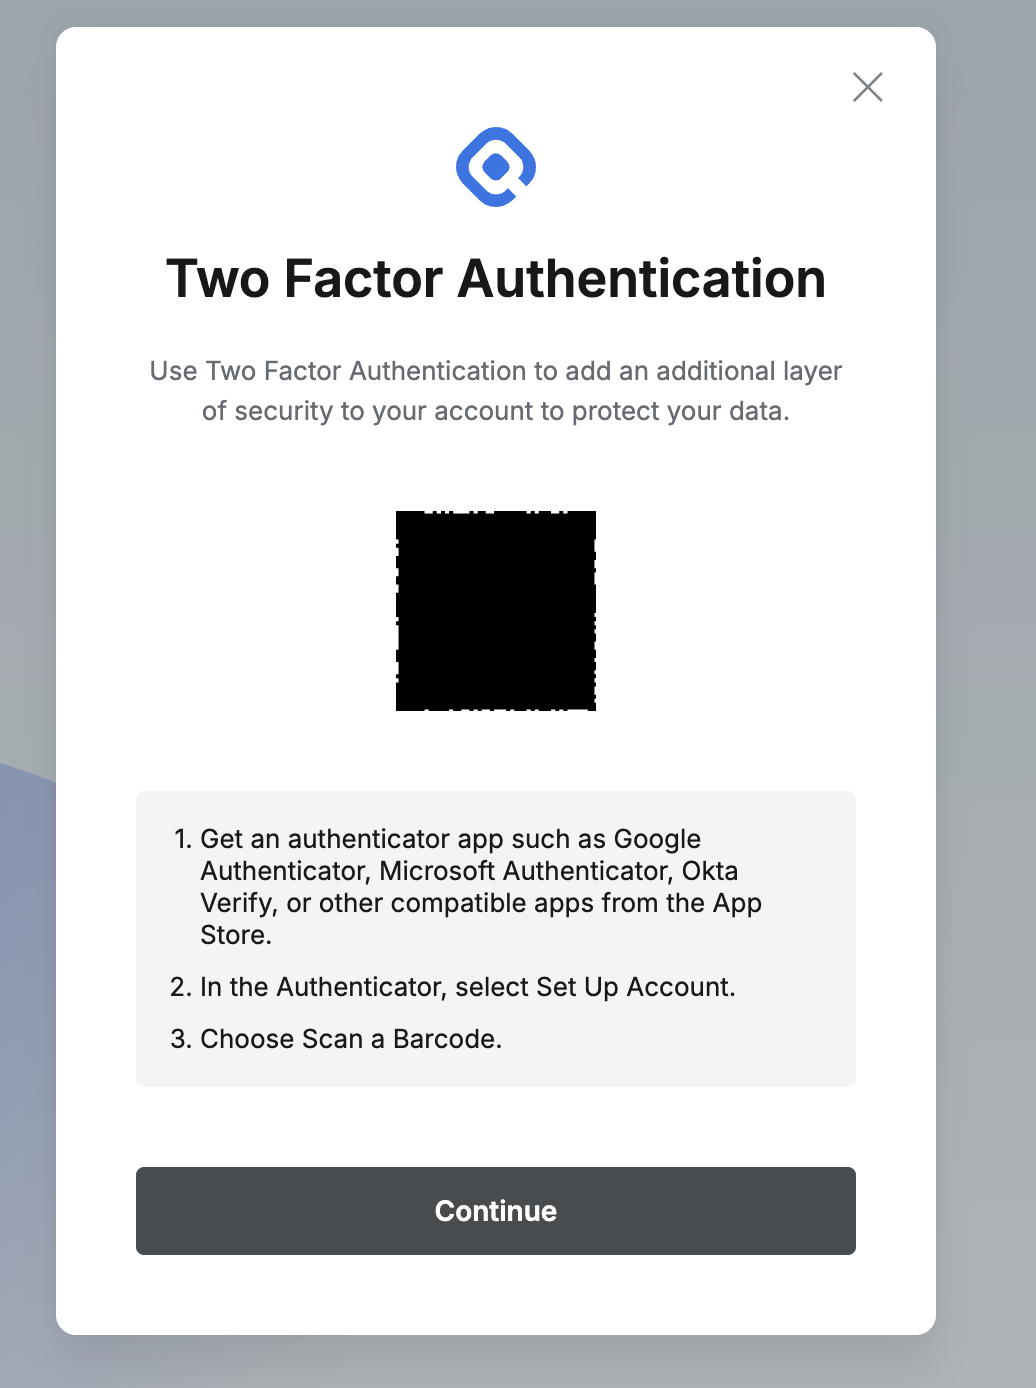 Two Factor Authentication
Use Two Factor Authentication to add an additional layer
of security to your account to protect your data.
1. Get an authenticator app such as Google
Authenticator, Microsoft Authenticator, Okta
Verify, or other compatible apps from the App
Store.
2. In the Authenticator, select Set Up Account.
3. Choose Scan a Barcode.
Continue